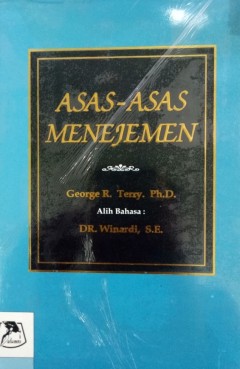 ASAS-ASAS
MENEJEMEN
George R. Terry. Ph.D.
Alih Bahasa :
DR. Winardi, S.E.